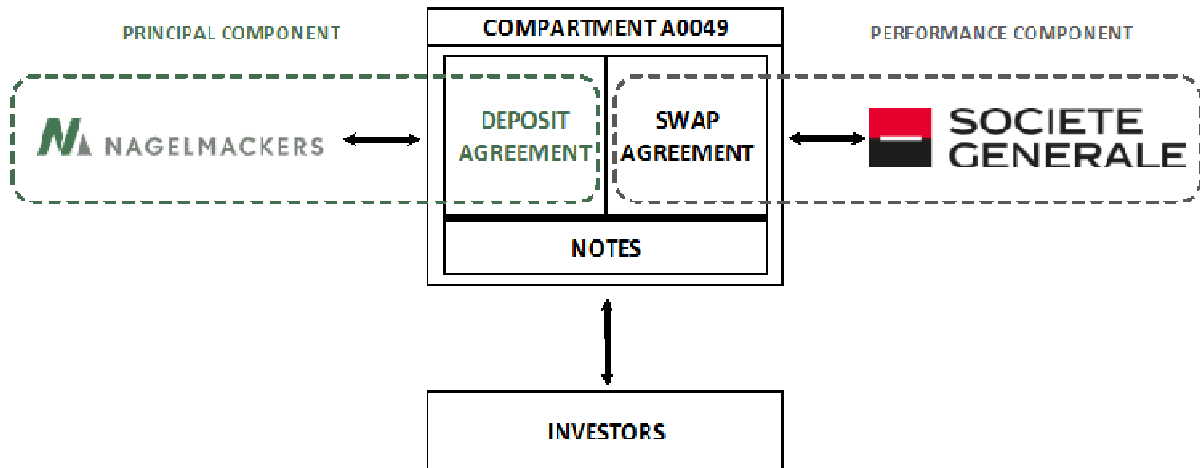 PRINCIPAL COMPONENT
COMPARTMENT A0049
PERFORMANCE COMPONENT
NAGELMACKERS
DEPOSIT
AGREEMENT
SWAP
AGREEMENT
SOCIETE
GENERALE
NOTES
INVESTORS